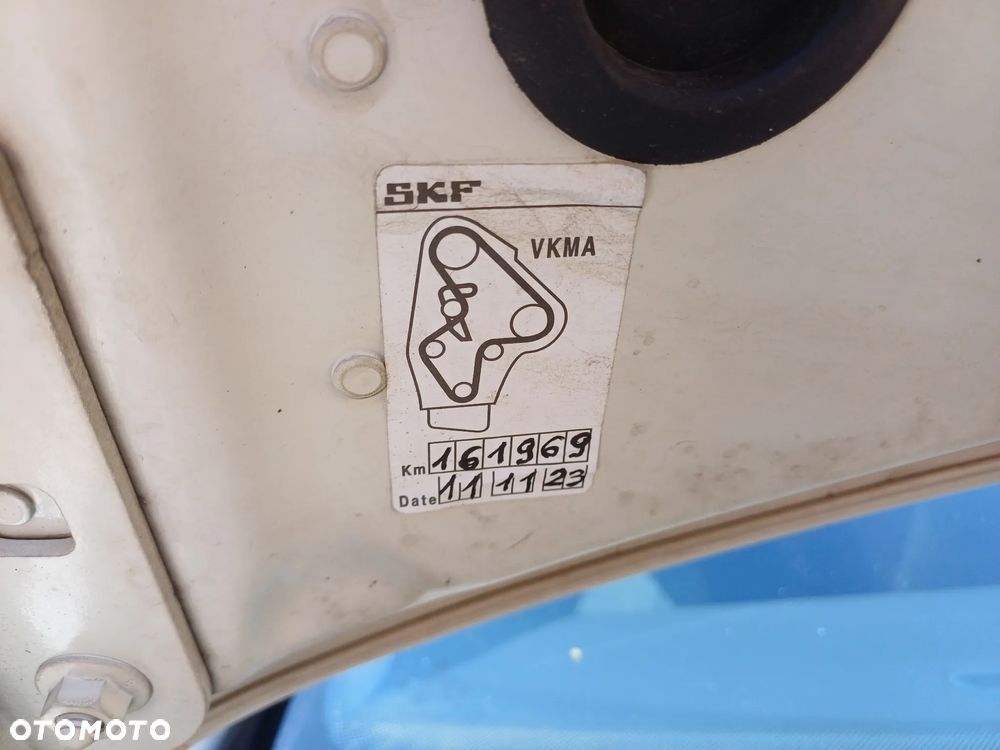 SKF
VKMA
Km 161969
Date 11 11 23
OTOMOTO